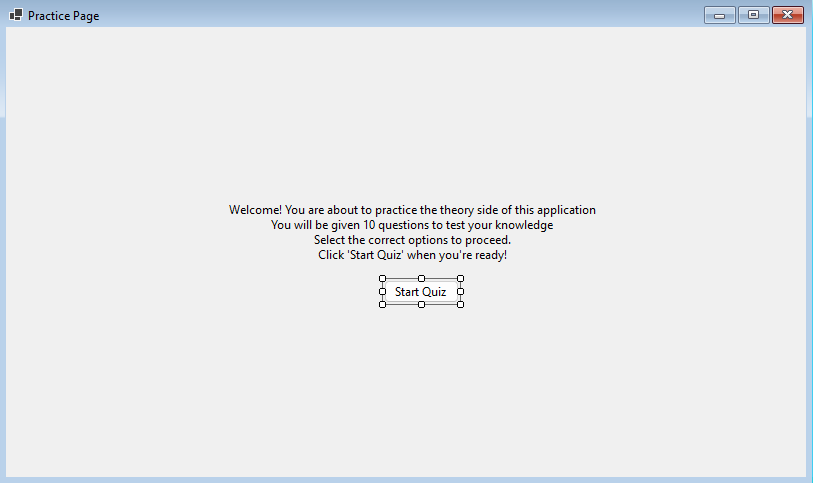 Practice Page
Welcome! You are about to practice the theory side of this application
You will be given 10 questions to test your knowledge
Select the correct options to proceed.
Click 'Start Quiz' when you're ready!
Start Quiz